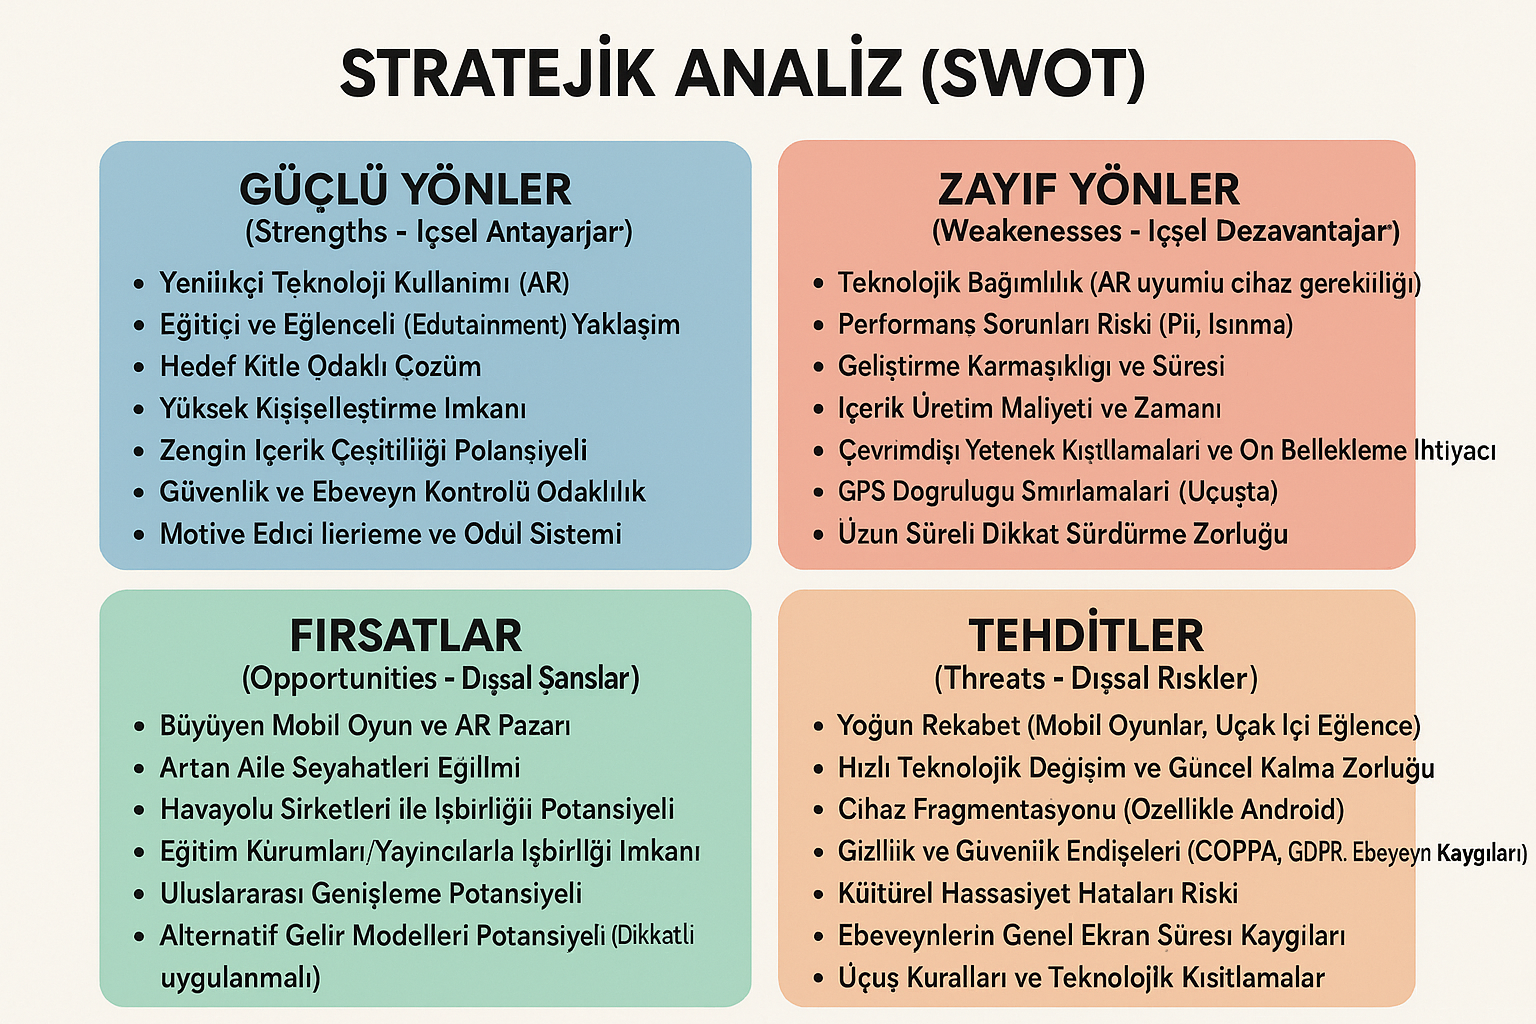 STRATEJİK ANALİZ (SWOT)
GÜÇLÜ YÖNLER
(Strengths - Içsel Antayarjar)
• Yeniikçi Teknoloji Kullanimı (AR)
• Eğitiçi ve Eğlenceli (Edutainment) Yaklaşim
• Hedef Kitle Odaklı Çozüm
• Yüksek Kişişelleştirme Imkanı
• Zengin Içerik Çeşitiliiği Polanşiyeli
• Güvenlik ve Ebeveyn Kontrolü Odaklılık
• Motive Edıci lierieme ve Odül Sistemi
ZAYIF YÖNLER
(Weakenesses - Içşel Dezavantajar)
• Teknolojik Bağımlılık (AR uyumiu cihaz gerekiiliği)
• Performanş Sorunları Riski (Pii, Isınma)
• Geliştirme Karmaşıklıgı ve Süresi
• Içerik Üretim Maliyeti ve Zamanı
• Çevrimdişı Yetenek Kıştllamalari ve On Bellekleme Ihtiyacı
• GPS Dogrulugu Smırlamalari (Uçuşta)
• Üzun Süreli Dikkat Sürdürme Zorluğu
FIRSATLAR
(Opportunities - Dışsal Şanslar)
• Büyüyen Mobil Oyun ve AR Pazarı
• Artan Aile Seyahatleri Eğillmi
• Havayolu Sirketleri ile Işbirliğii Potansiyeli
• Eğitim Kurumları/Yayıncılarla Işbirllği Imkanı
• Uluslararası Genişleme Potansiyeli
• Alternatif Gelir Modelleri Potansiyeli (Dikkatli
uygulanmalı)
TEHDİTLER
(Threats - Dışsal Rıskler)
• Yoğun Rekabet (Mobil Oyunlar, Uçak Içi Eğlence)
• Hızlı Teknolojik Değişim ve Güncel Kalma Zorluğu
• Cihaz Fragmentasyonu (Ozellikle Android)
• Gizlliik ve Guveniik Endişeleri (COPPA, GDPR. Ebeyeyn Kaygıları)
• Küitürel Hassasiyet Hataları Riski
• Ebeveynlerin Genel Ekran Süresı Kaygıları
• Uçuş Kuralları ve Teknolojik Kısitlamalar